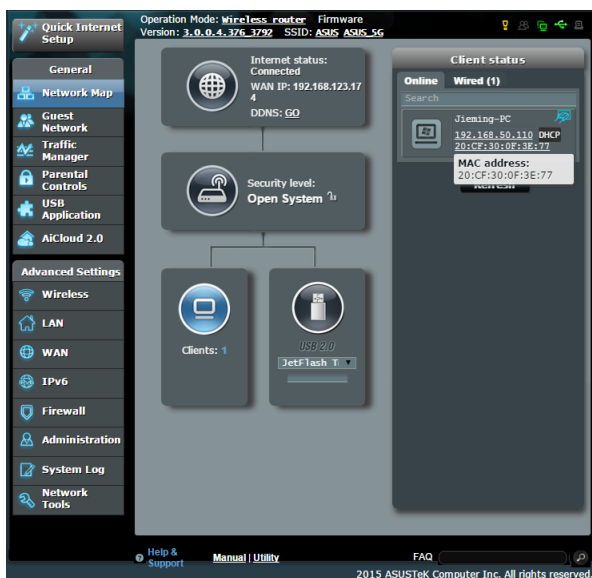 Quick Internet
Setup
Operation Mode: Wireless router Firmware
Version: 3.0.0.4.376_3792 SSID: ASUS ASUS_5G
General
Network Map
Guest
Network
Traffic
Manager
Parental
Controls
USB
Application
AiCloud 2.0
Advanced Settings
Wireless
LAN
WAN
IPv6
Firewall
Administration
System Log
Network
Tools
Internet status:
Connected
WAN IP: 192.168.123.17
4
DDNS: GO
Security level:
Open System
Clients: 1
USB 2.0
JetFlash T
Client status
Online Wired (1)
Search
Jieming-PC
192.168.50.110 DHCP
20:CF:30:0F:3E:77
MAC address:
20:CF:30:0F:3E:77
Refresh
Help &
Support
Manual | Utility
FAQ
2015 ASUSTeK Computer Inc. All rights reserved